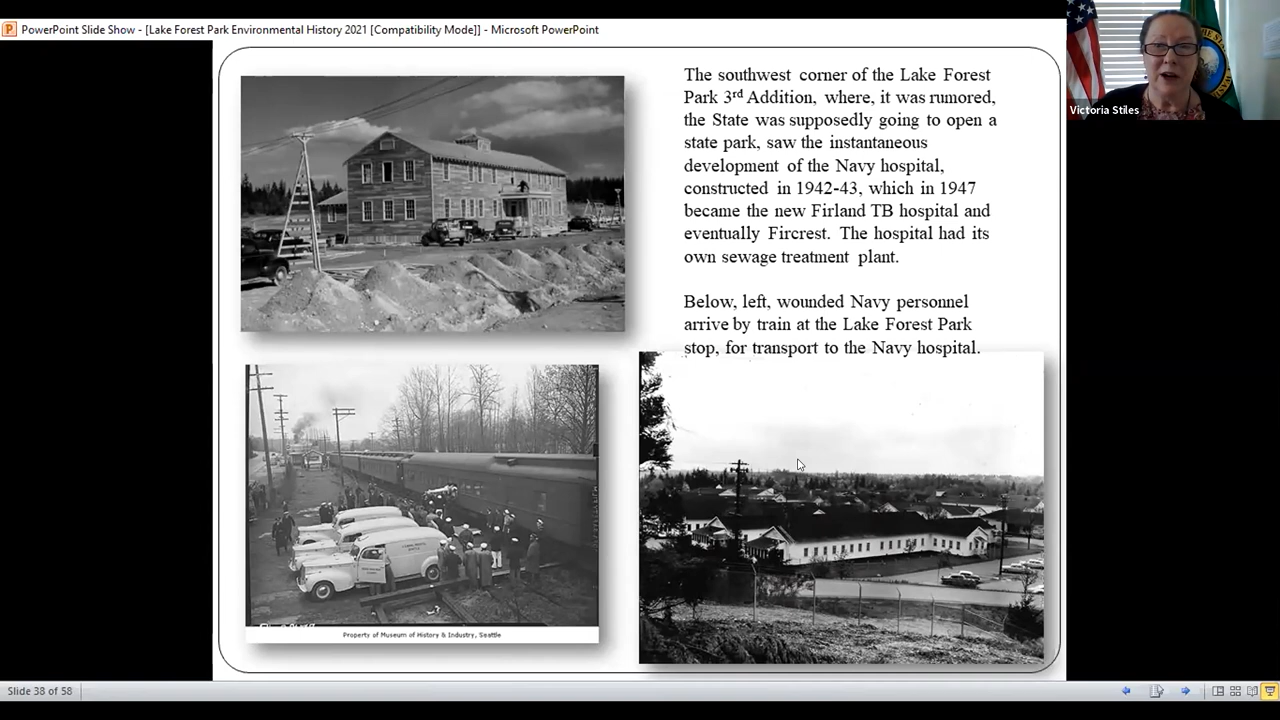 PowerPoint Slide Show - [Lake Forest Park Environmental History 2021 [Compatibility Mode]] - Microsoft PowerPoint
Victoria Stiles
The southwest corner of the Lake Forest
Park 3rd Addition, where, it was rumored,
the State was supposedly going to open a
state park, saw the instantaneous
development of the Navy hospital,
constructed in 1942-43, which in 1947
became the new Firland TB hospital and
eventually Fircrest. The hospital had its
own sewage treatment plant.
Below, left, wounded Navy personnel
arrive by train at the Lake Forest Park
stop, for transport to the Navy hospital.
Property of Museum of History & Industry, Seattle
Slide 38 of 58